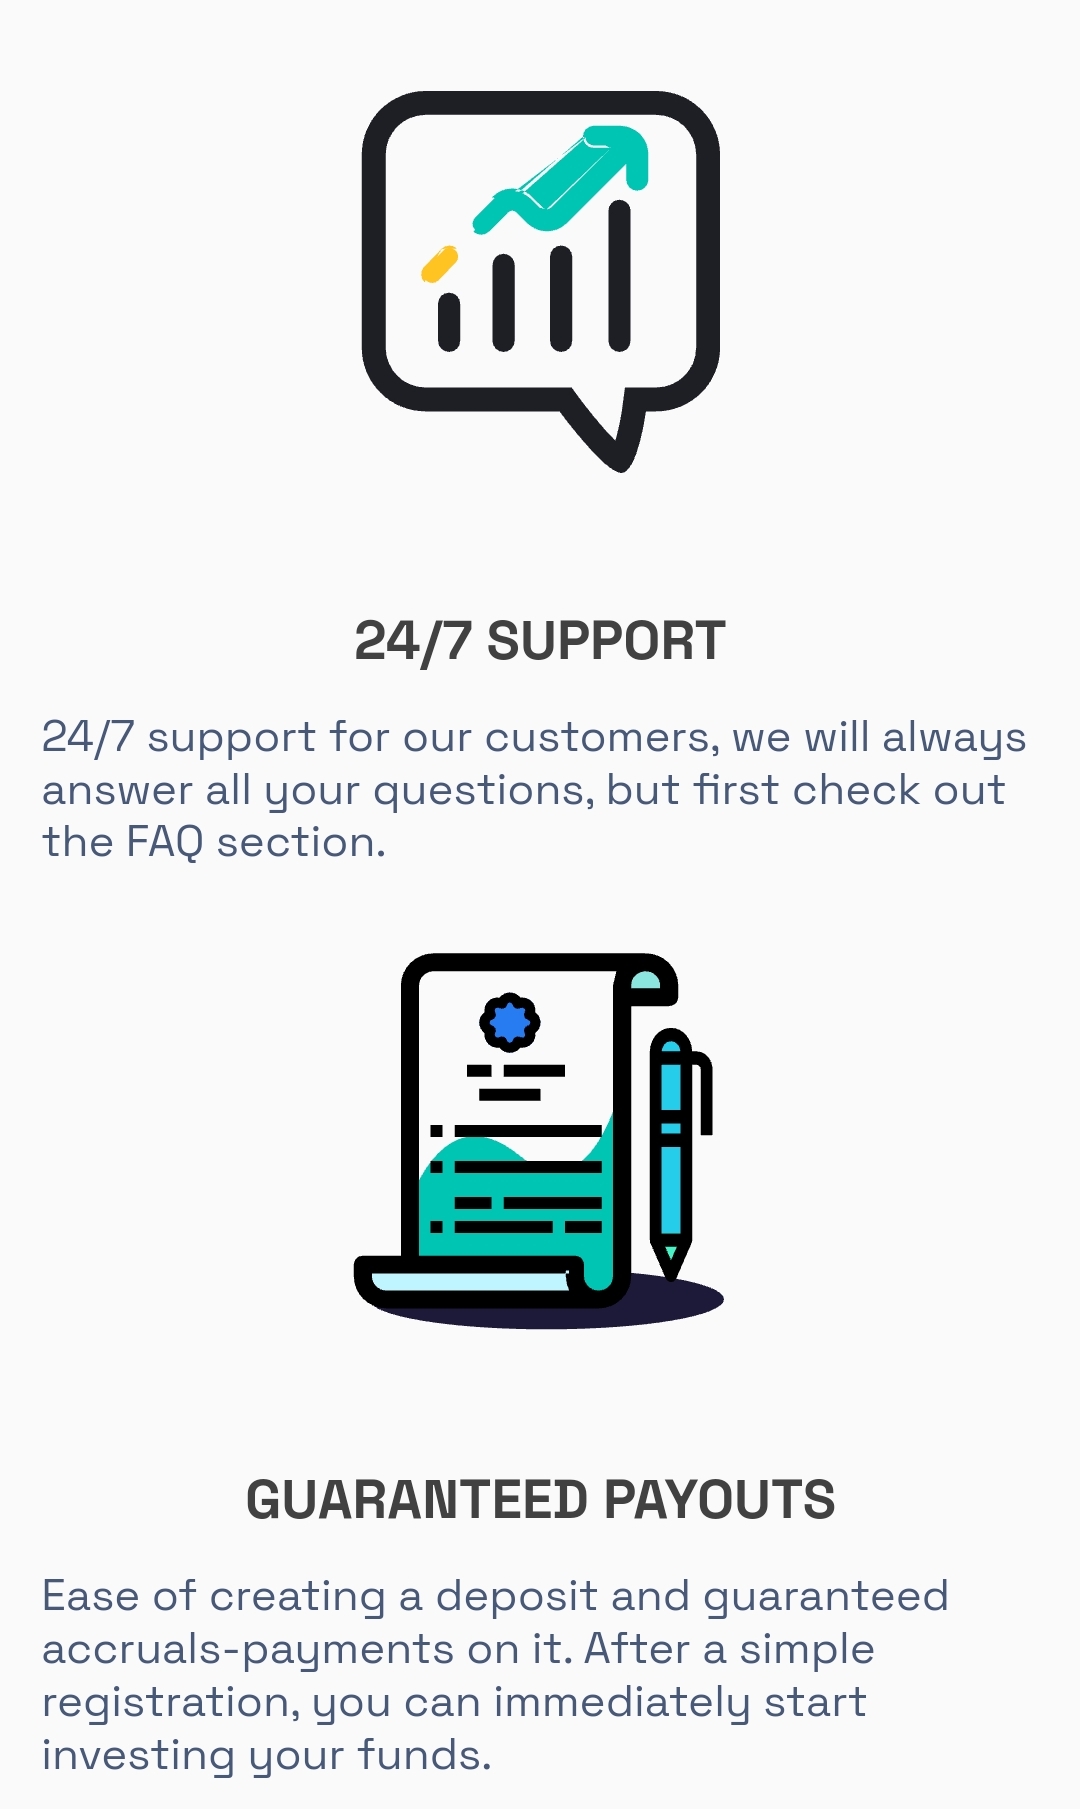 24/7 SUPPORT
24/7 support for our customers, we will always
answer all your questions, but first check out
the FAQ section.
GUARANTEED PAYOUTS
Ease of creating a deposit and guaranteed
accruals-payments on it. After a simple
registration, you can immediately start
investing your funds.